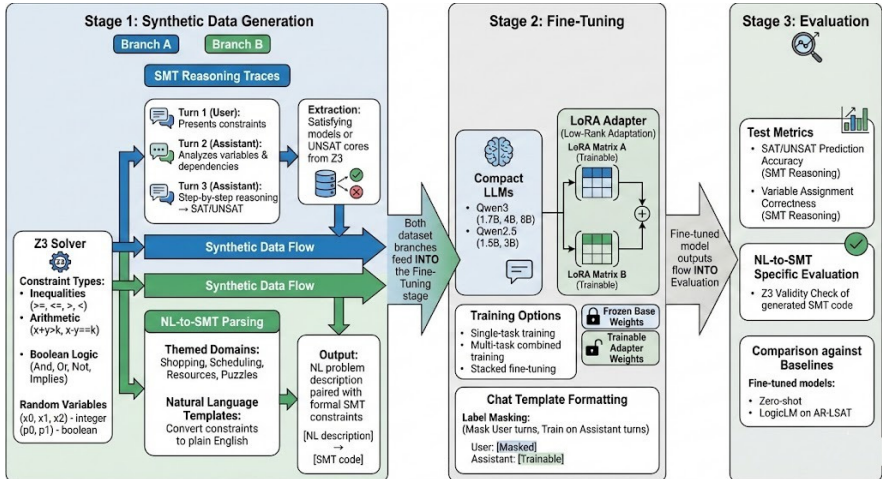 Stage 1: Synthetic Data Generation
Branch A
Branch B
SMT Reasoning Traces
Turn 1 (User):
Presents constraints
Turn 2 (Assistant):
Analyzes variables &
dependencies
Turn 3 (Assistant):
Step-by-step reasoning
→ SAT/UNSAT
Extraction:
Satisfying
models or
UNSAT cores
from Z3
Z3 Solver
Constraint Types:
• Inequalities
(>=, <=, >, <)
• Arithmetic
(x+y>k, x-y==k)
• Boolean Logic
(And, Or, Not,
Implies)
Random Variables
(x0, x1, x2) - integer
(p0, p1) - boolean
Synthetic Data Flow
Synthetic Data Flow
NL-to-SMT Parsing
Themed Domains:
Shopping, Scheduling,
Resources, Puzzles
Natural Language
Templates:
Convert constraints
to plain English
Output:
NL problem
description
paired with
formal SMT
constraints
[NL description]
→
[SMT code]
Both
dataset
branches
feed INTO
the Fine-
Tuning
stage
Stage 2: Fine-Tuning
Compact
LLMs
• Qwen3
(1.7B, 4B, 8B)
• Qwen2.5
(1.5B, 3B)
LoRA Adapter
(Low-Rank Adaptation)
LoRA Matrix A
(Trainable)
LoRA Matrix B
(Trainable)
Training Options
• Single-task training
• Multi-task combined
training
• Stacked fine-tuning
Frozen Base
Weights
Trainable
Adapter
Weights
Chat Template Formatting
Label Masking:
(Mask User turns, Train on Assistant turns)
User: [Masked]
Assistant: [Trainable]
Fine-tuned
model
outputs
flow INTO
Evaluation
Stage 3: Evaluation
Test Metrics
• SAT/UNSAT Prediction
Accuracy
(SMT Reasoning)
• Variable Assignment
Correctness
(SMT Reasoning)
NL-to-SMT
Specific Evaluation
• Z3 Validity Check of
generated SMT code
Comparison against
Baselines
Fine-tuned models:
• Zero-shot
• LogicLM on AR-LSAT